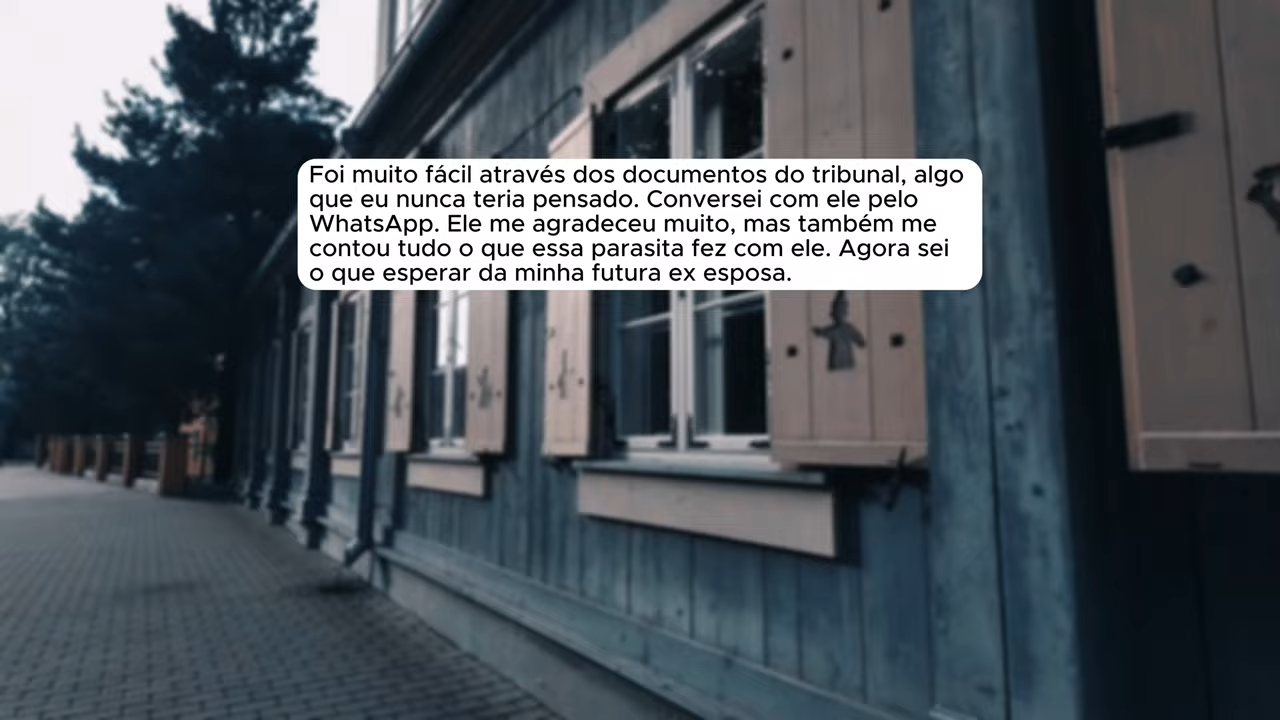 Foi muito fácil através dos documentos do tribunal, algo
que eu nunca teria pensado. Conversei com ele pelo
WhatsApp. Ele me agradeceu muito, mas também me
contou tudo o que essa parasita fez com ele. Agora sei
o que esperar da minha futura ex esposa.